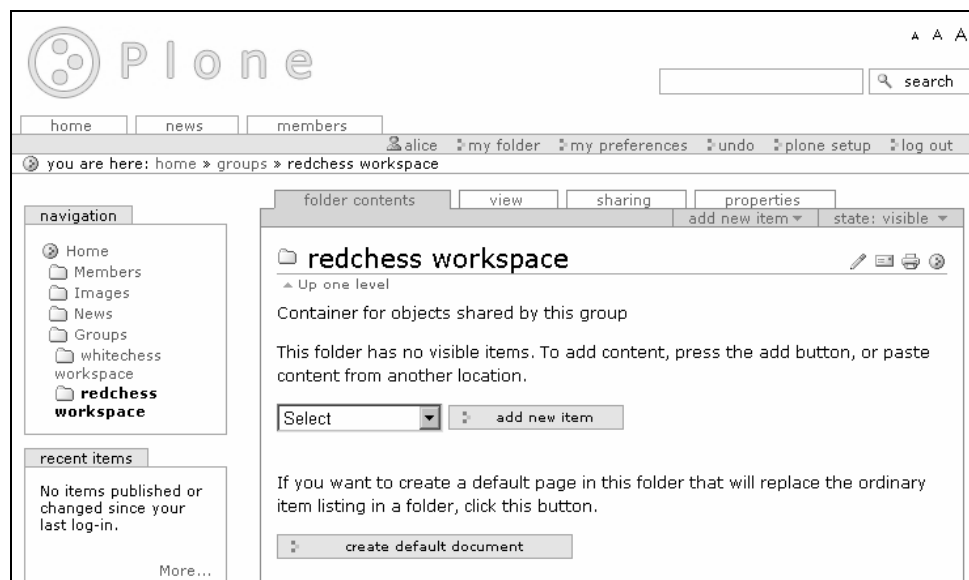 A A A
Plone
search
home news members
alice my folder my preferences undo plone setup log out
you are here: home » groups » redchess workspace
navigation
Home
Members
Images
News
Groups
whitechess
workspace
redchess
workspace
recent items
No items published or
changed since your
last log-in.
More...
folder contents view sharing properties
add new item state: visible
redchess workspace
Up one level
Container for objects shared by this group
This folder has no visible items. To add content, press the add button, or paste
content from another location.
Select add new item
If you want to create a default page in this folder that will replace the ordinary
item listing in a folder, click this button.
create default document